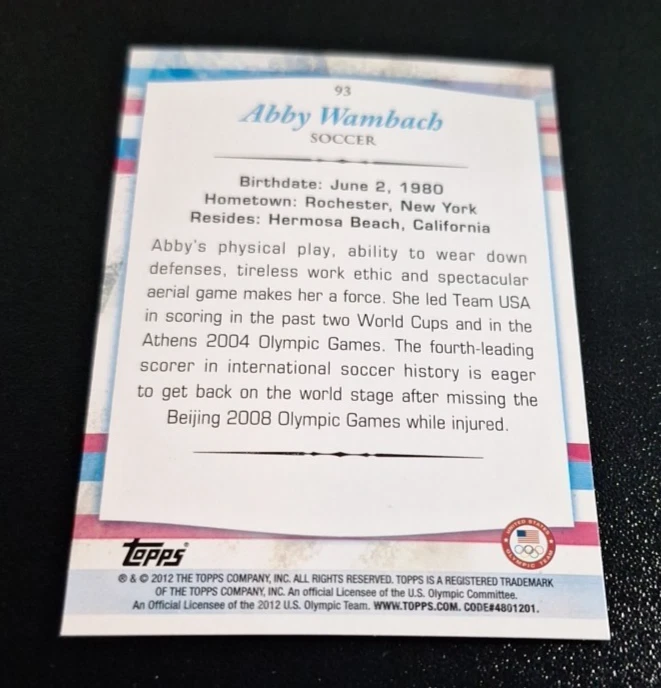 93
Abby Wambach
SOCCER
Birthdate: June 2, 1980
Hometown: Rochester, New York
Resides: Hermosa Beach, California
Abby's physical play, ability to wear down
defenses, tireless work ethic and spectacular
aerial game makes her a force. She led Team USA
in scoring in the past two World Cups and in the
Athens 2004 Olympic Games. The fourth-leading
scorer in international soccer history is eager
to get back on the world stage after missing the
Beijing 2008 Olympic Games while injured.
Topps®
UNITED STATES
OLYMPIC TEAM
® & © 2012 THE TOPPS COMPANY, INC. ALL RIGHTS RESERVED. TOPPS IS A REGISTERED TRADEMARK
OF THE TOPPS COMPANY, INC. An official Licensee of the U.S. Olympic Committee.
An Official Licensee of the 2012 U.S. Olympic Team. WWW.TOPPS.COM. CODE#4801201.